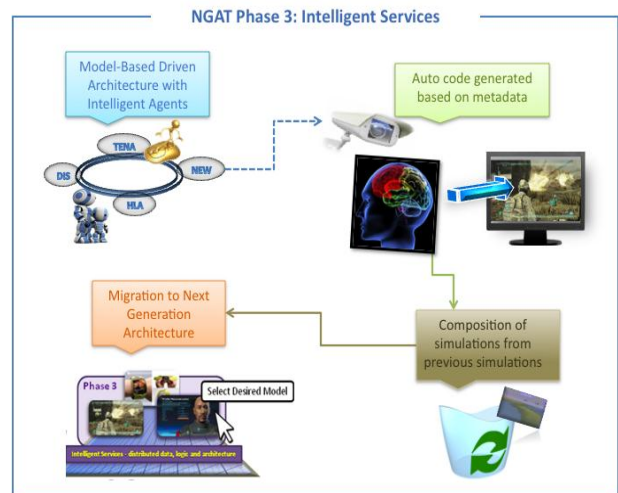 NGAT Phase 3: Intelligent Services
Model-Based Driven
Architecture with
Intelligent Agents
Auto code generated
based on metadata
TENA
DIS
NEW
HLA
Migration to Next
Generation
Architecture
Composition of
simulations from
previous simulations
Phase 3
Select Desired Model
Intelligent Services - distributed data, logic and architecture